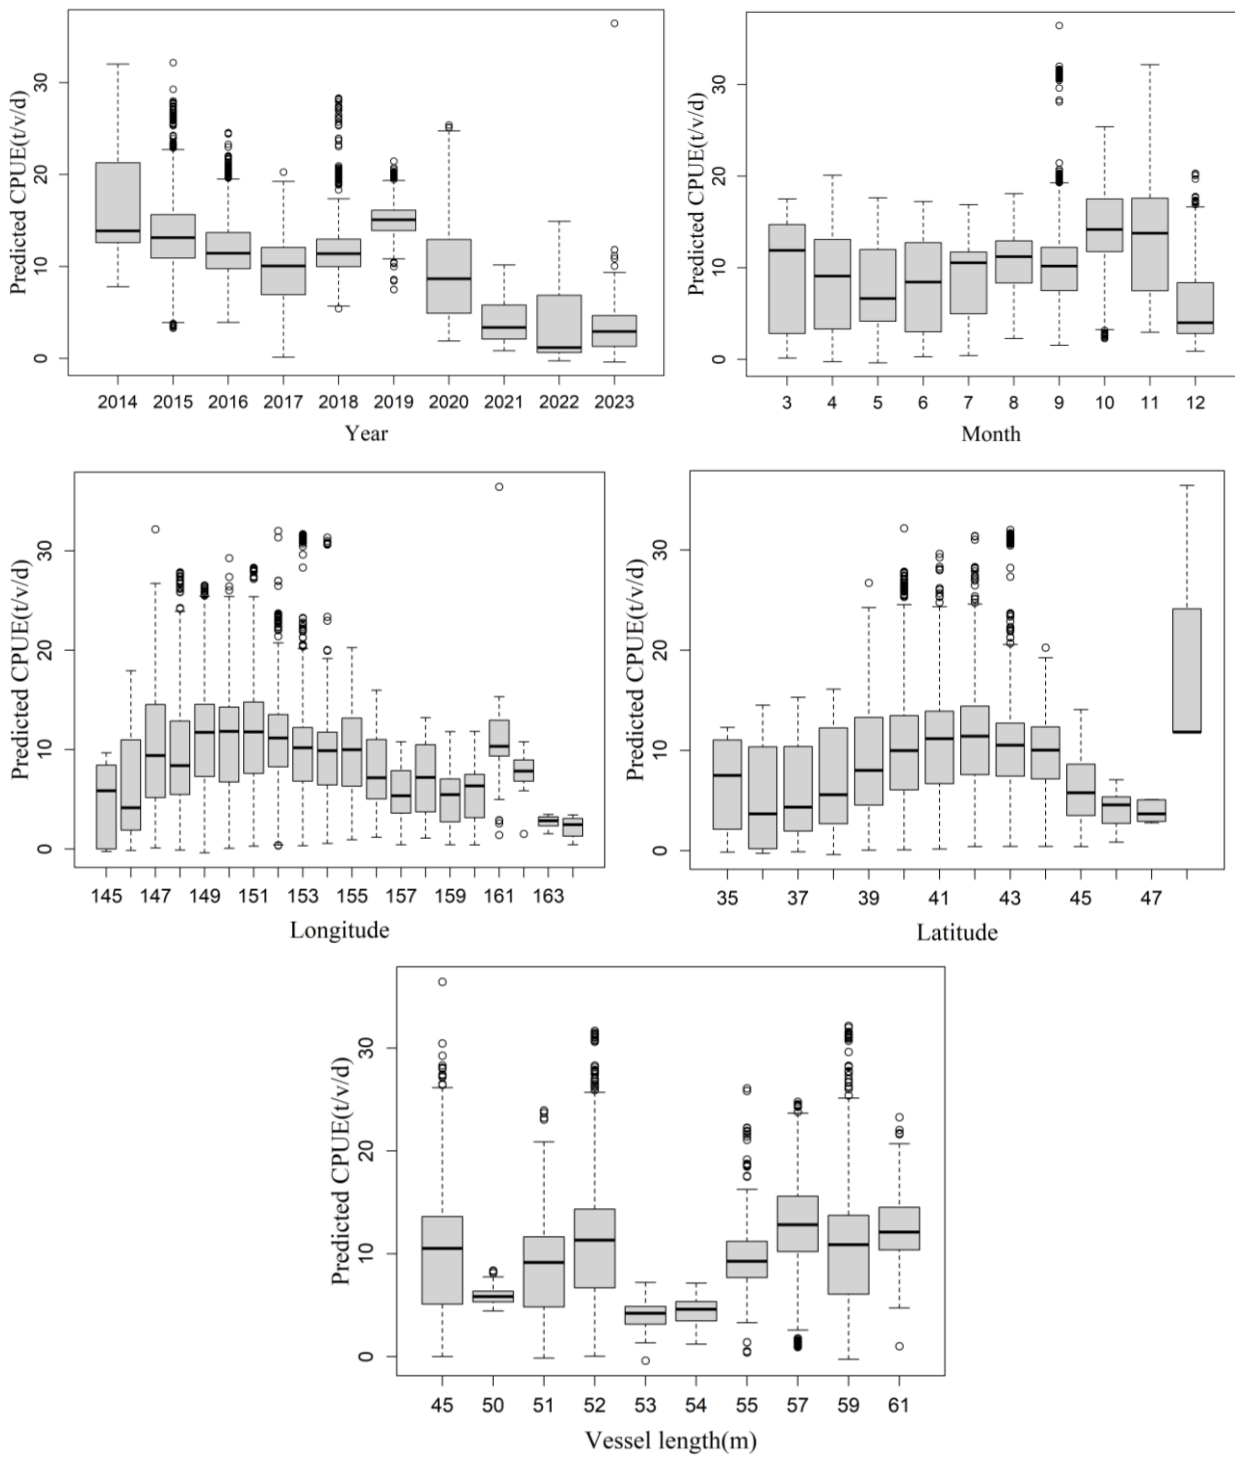 Predicted CPUE(t/v/d)
30
20
10
0
2014 2015 2016 2017 2018 2019 2020 2021 2022 2023
Year
Predicted CPUE(t/v/d)
30
20
10
0
3 4 5 6 7 8 9 10 11 12
Month
Predicted CPUE(t/v/d)
30
20
10
0
145 147 149 151 153 155 157 159 161 163
Longitude
Predicted CPUE(t/v/d)
30
20
10
0
35 37 39 41 43 45 47
Latitude
Predicted CPUE(t/v/d)
30
20
10
0
45 50 51 52 53 54 55 57 59 61
Vessel length(m)